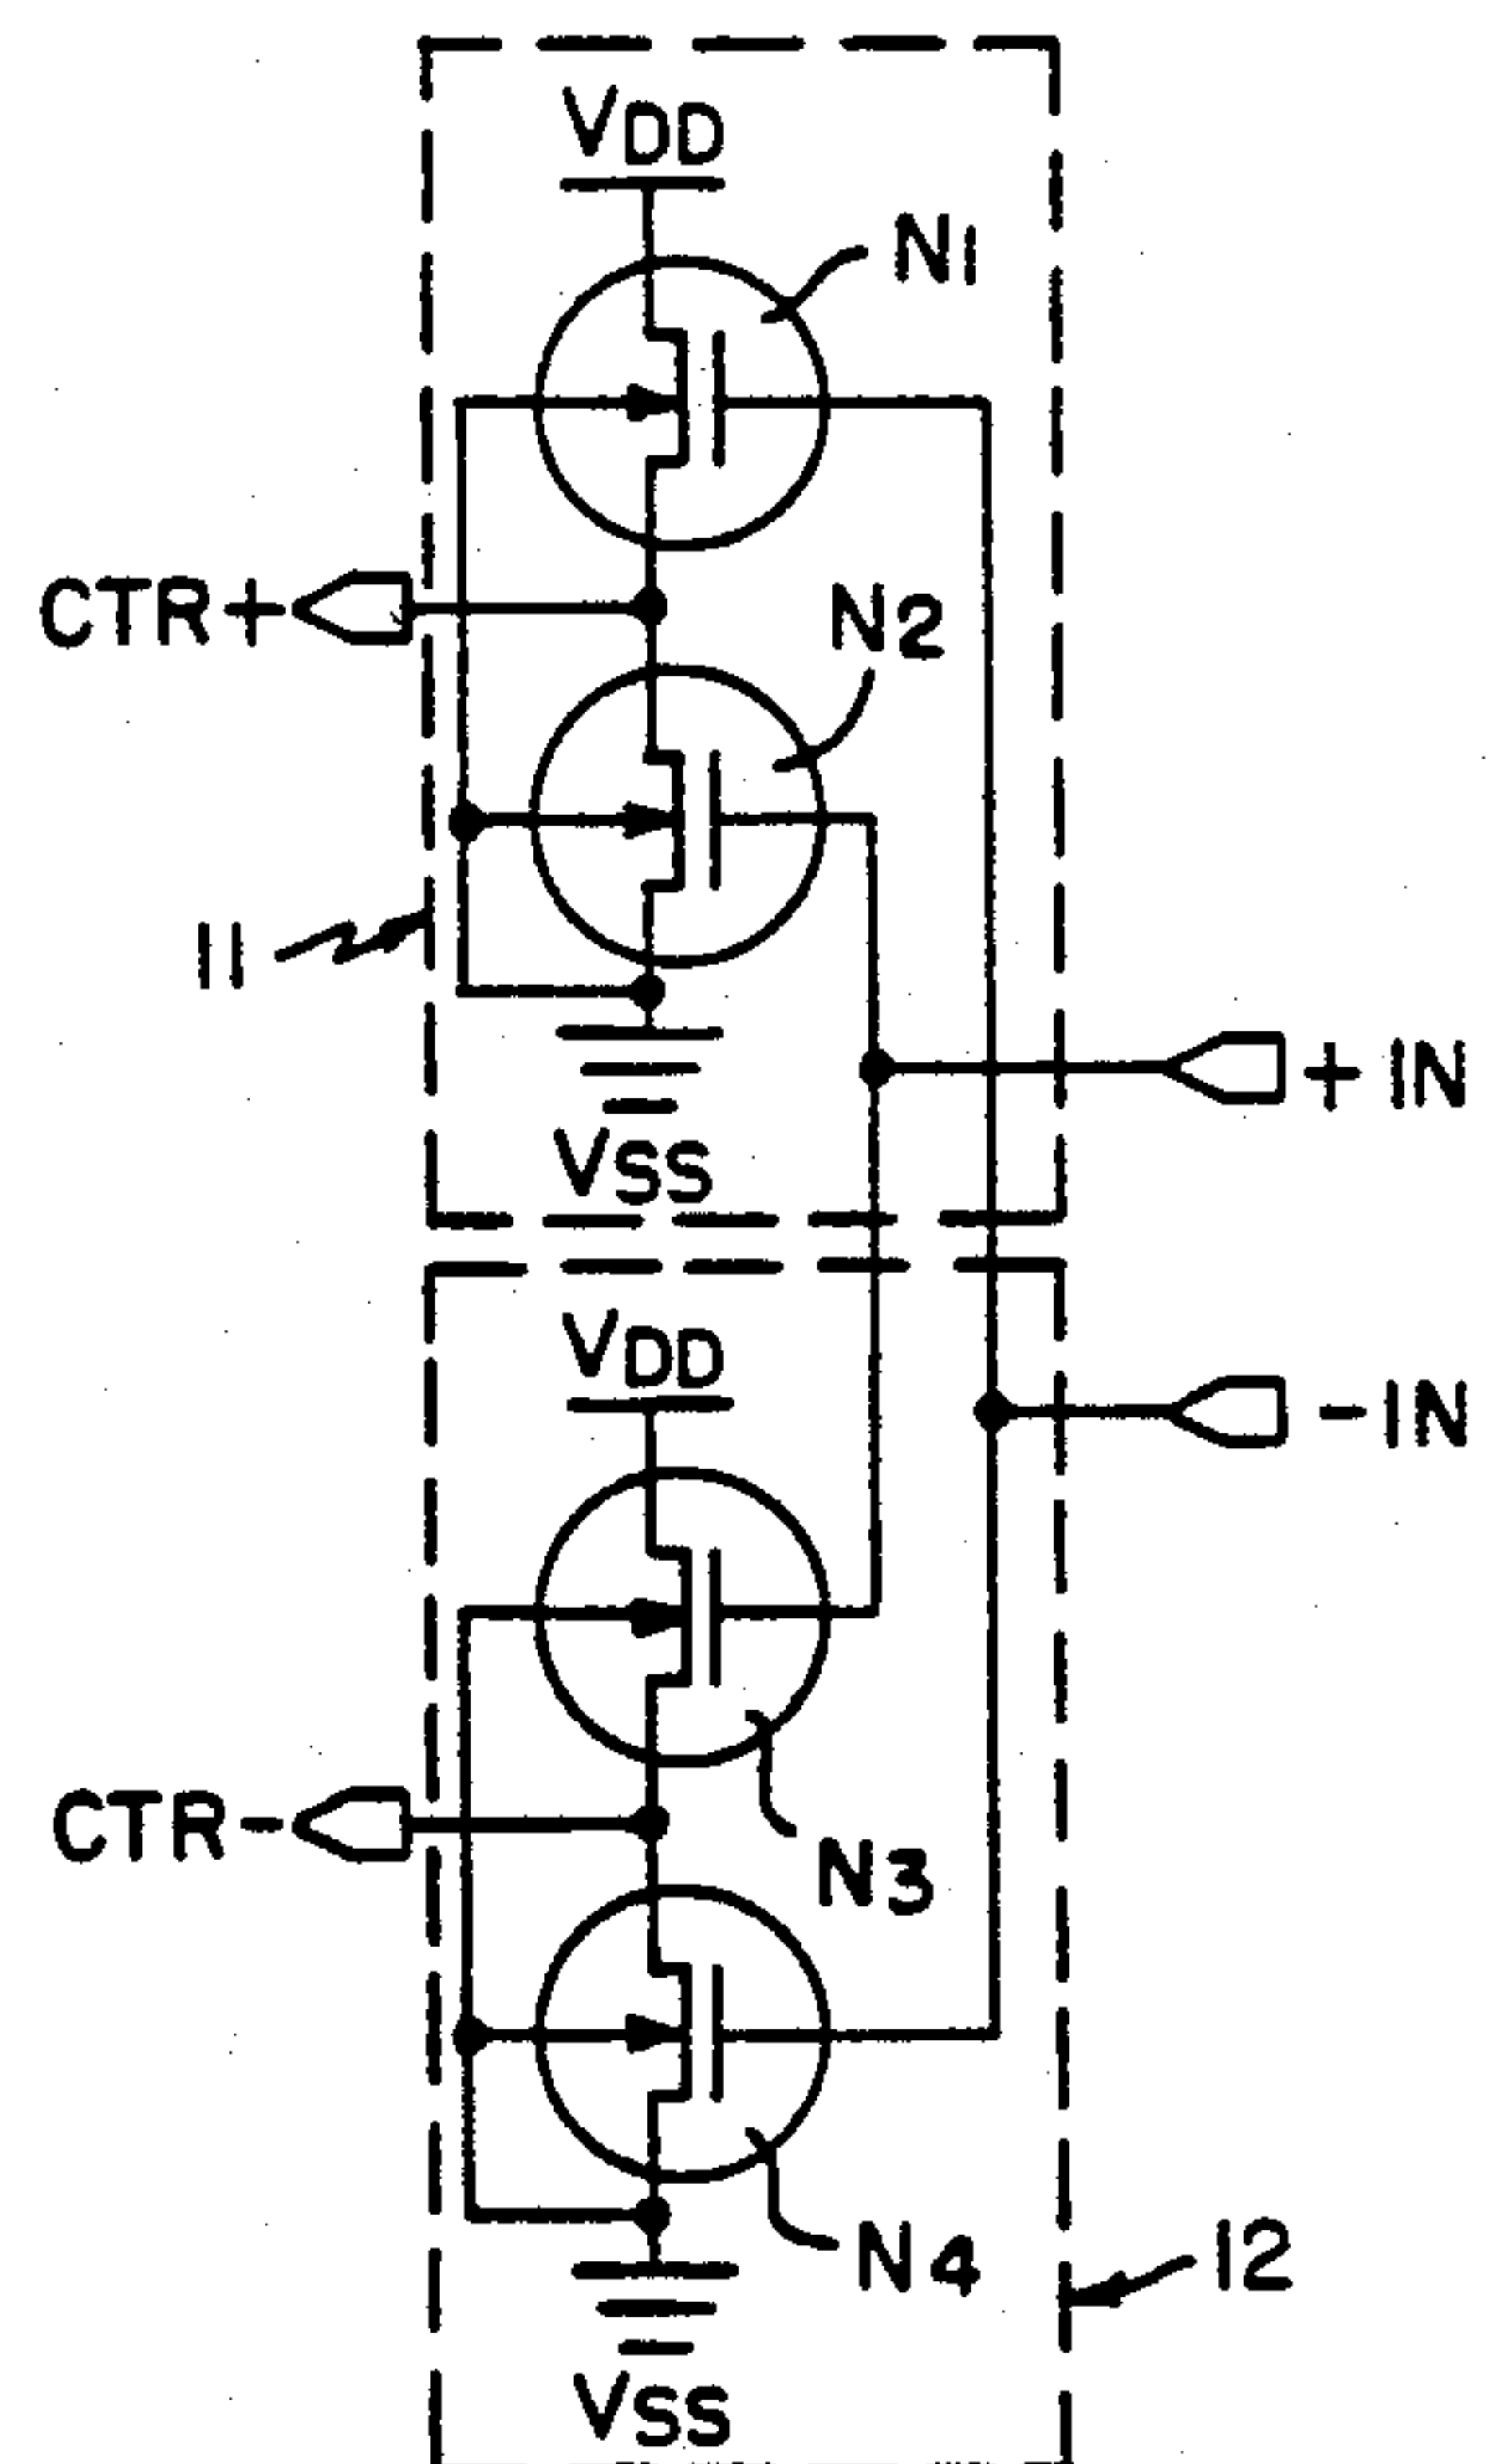 VDD
N1
CTR+
N2
11
+IN
VSS
VDD
-IN
CTR-
N3
N4
12
VSS